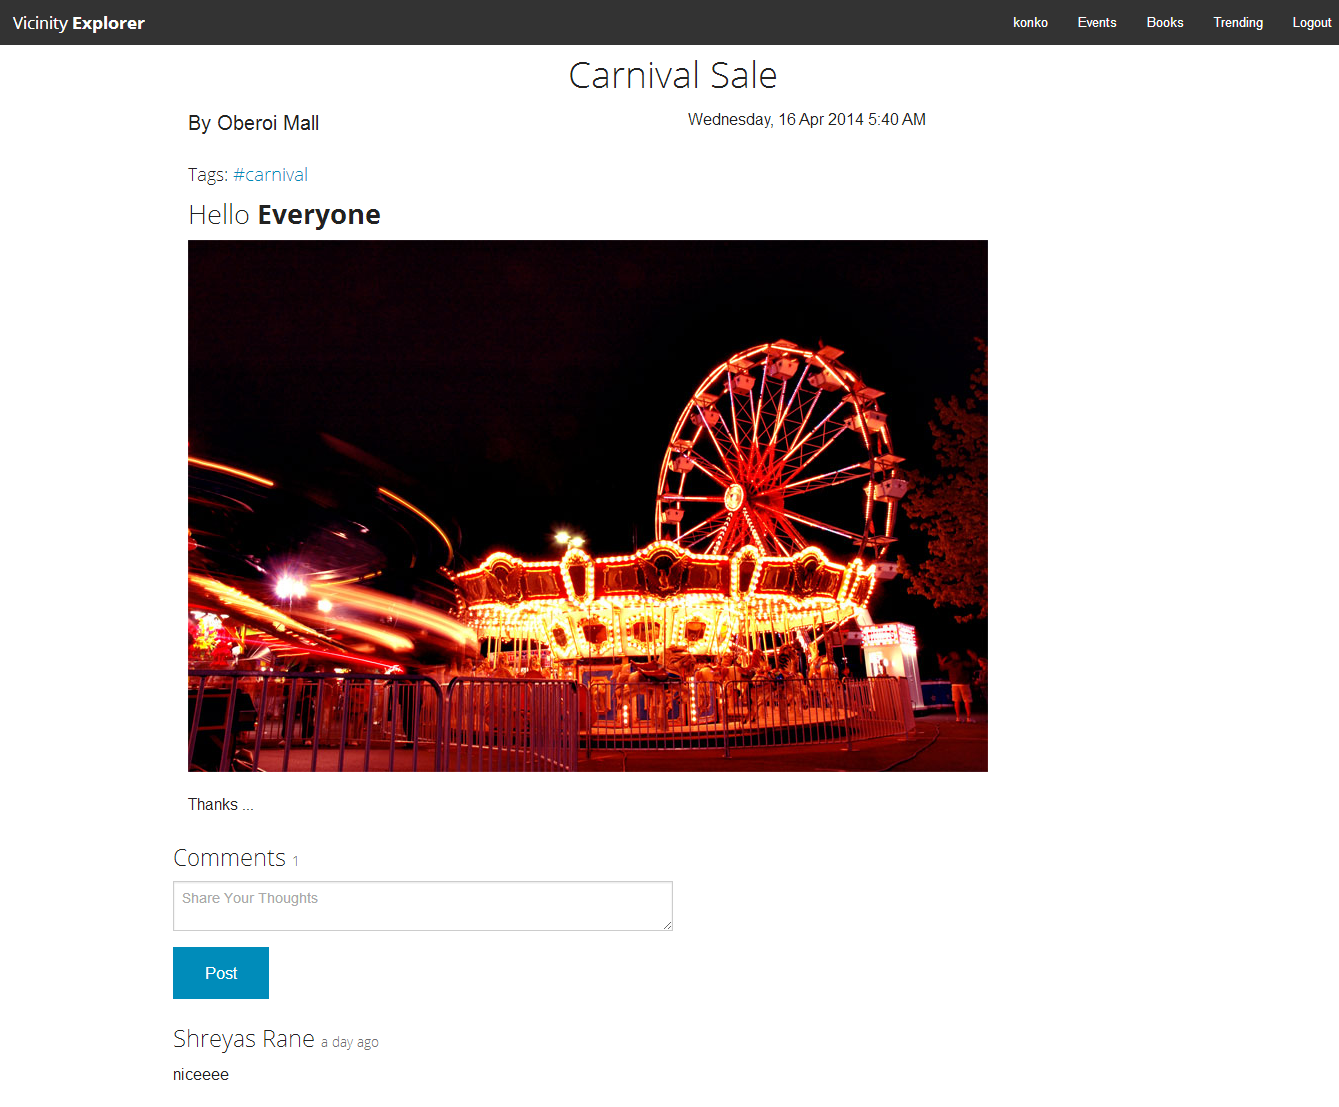 Vicinity Explorer konko Events Books Trending Logout
Carnival Sale
By Oberoi Mall Wednesday, 16 Apr 2014 5:40 AM
Tags: #carnival
Hello Everyone
Thanks ...
Comments 1
Share Your Thoughts
Post
Shreyas Rane a day ago
niceeee